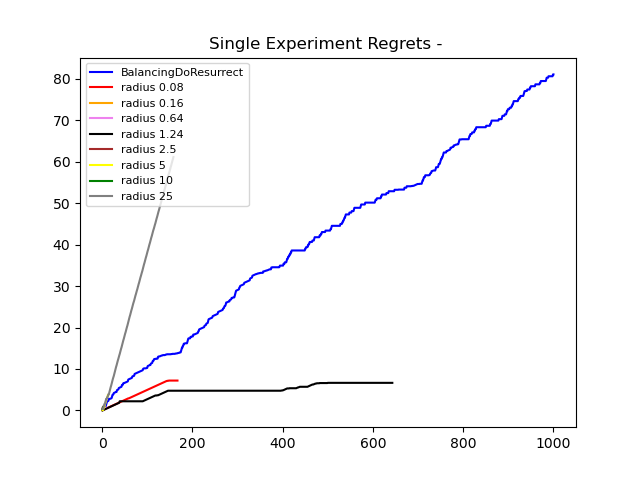 Single Experiment Regrets -
BalancingDoResurrect
radius 0.08
radius 0.16
radius 0.64
radius 1.24
radius 2.5
radius 5
radius 10
radius 25
80
70
60
50
40
30
20
10
0
0 200 400 600 800 1000